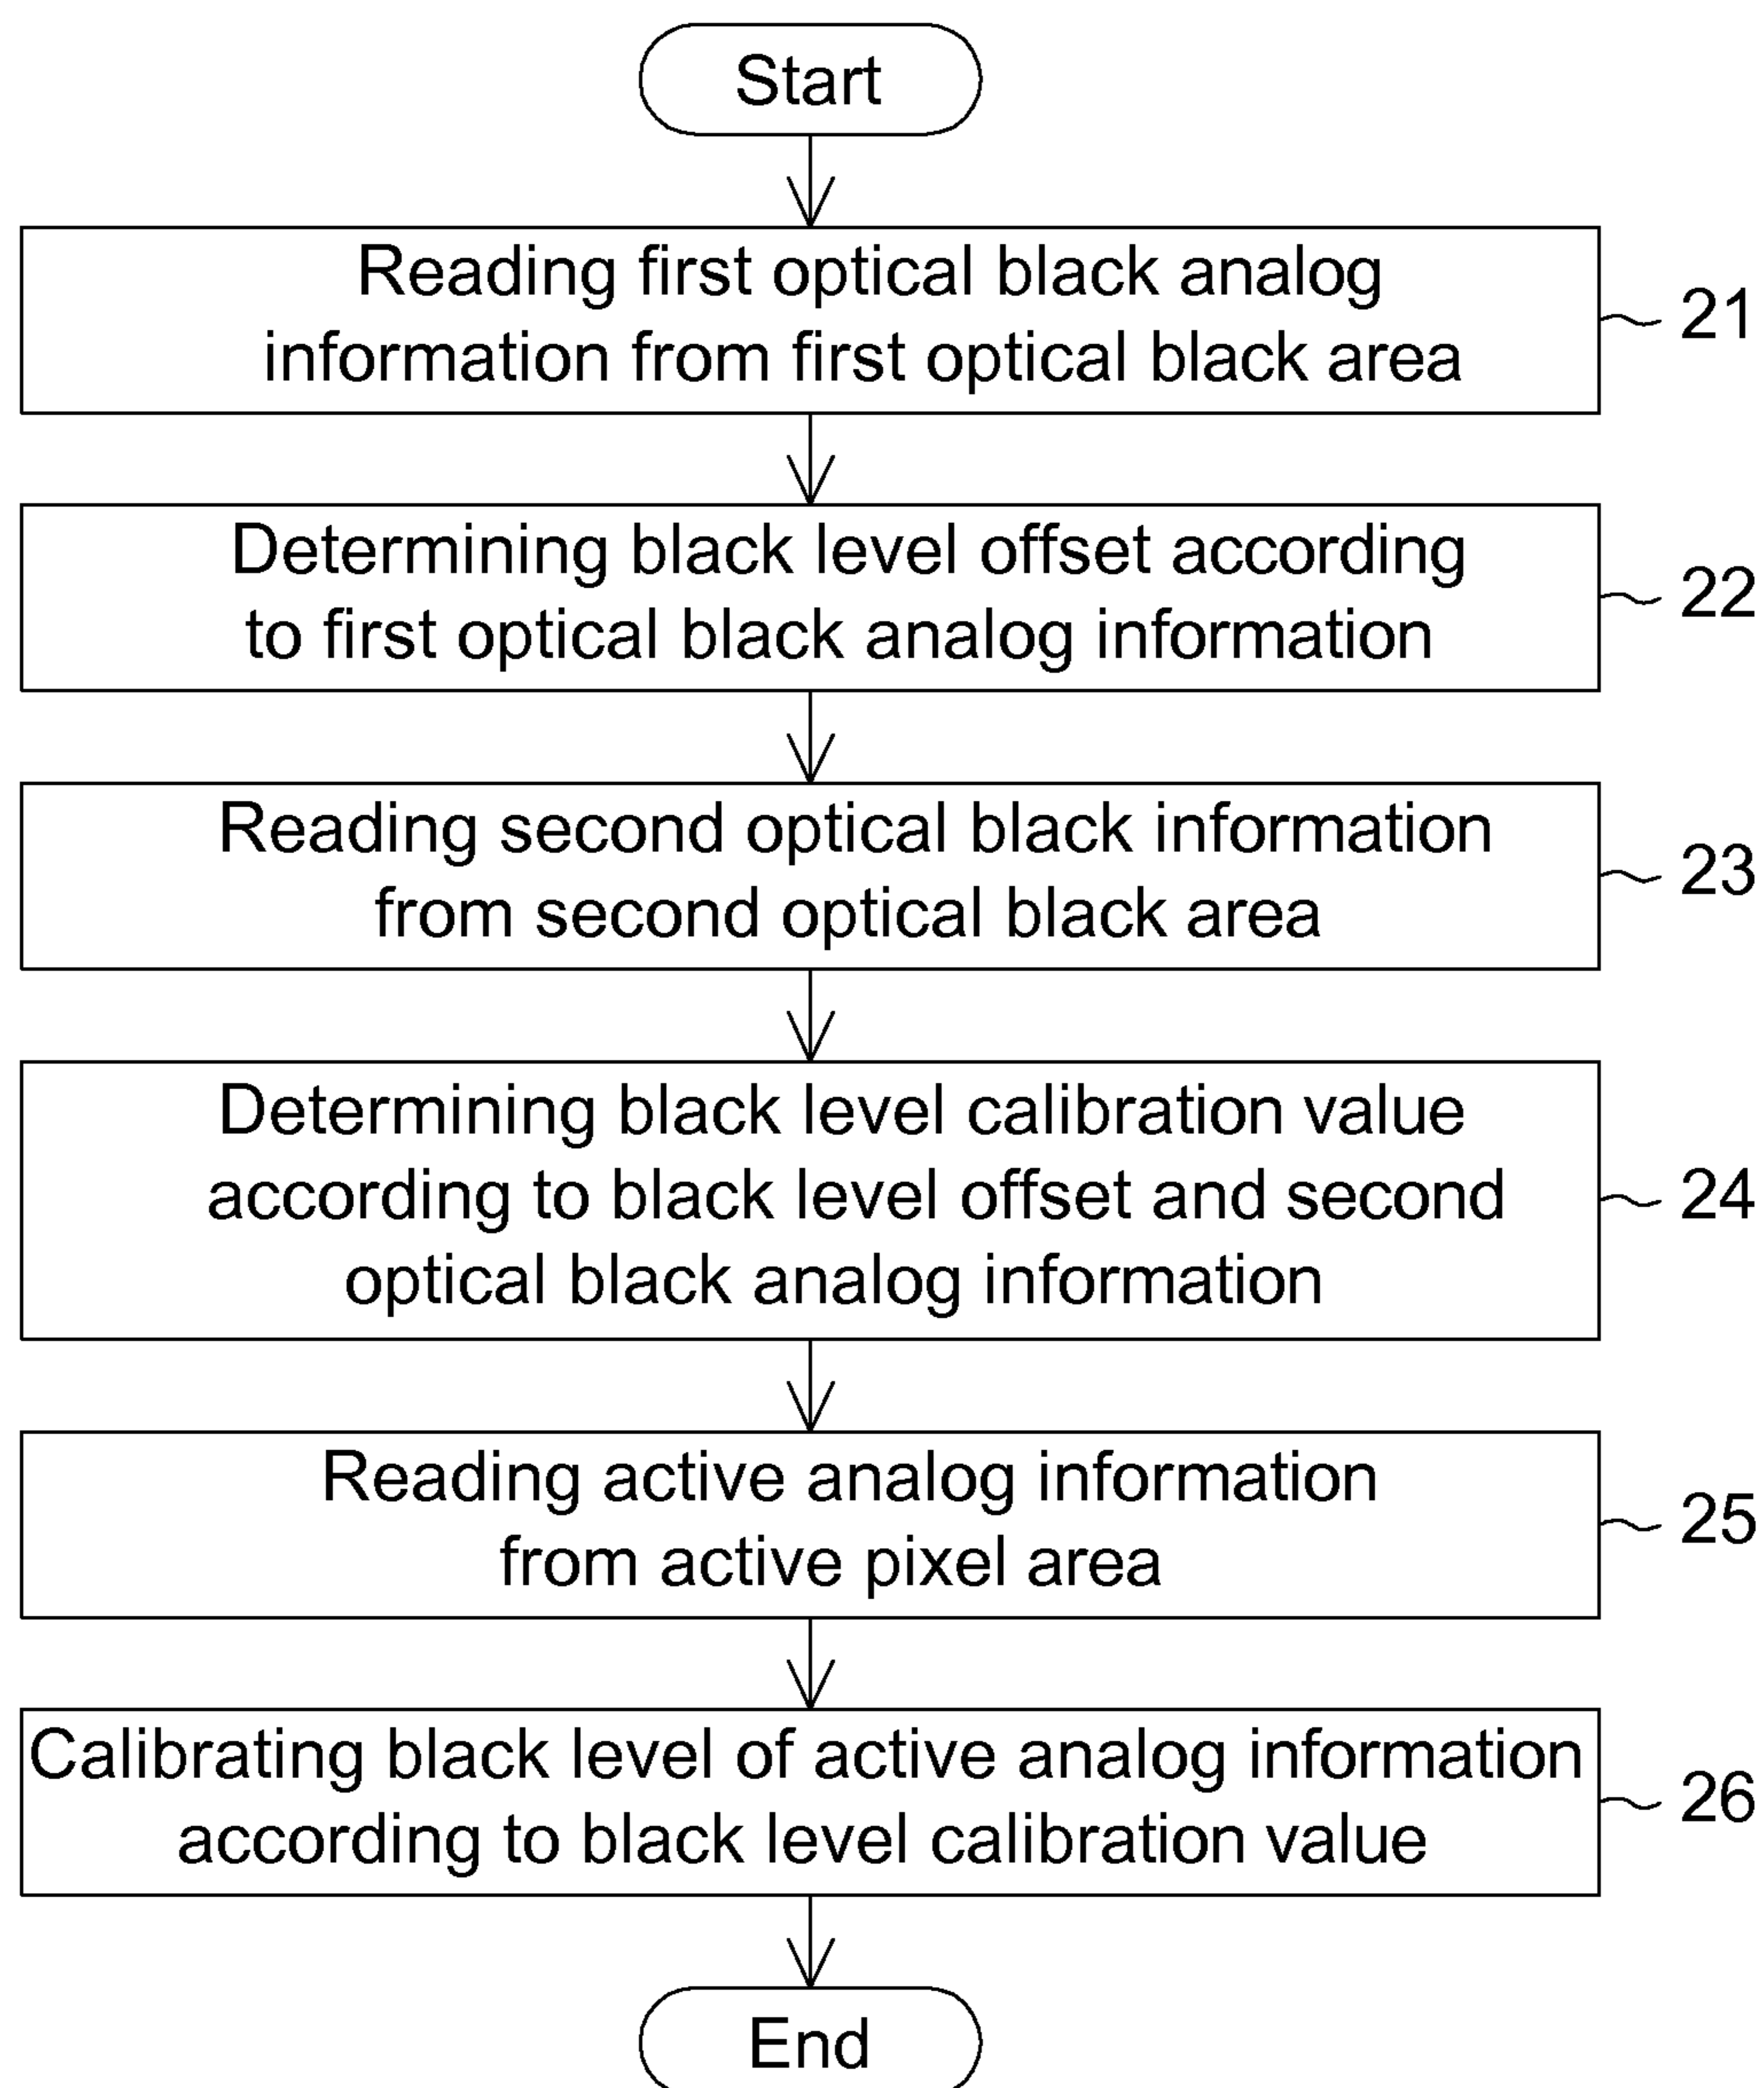 Start
Reading first optical black analog
information from first optical black area
21
Determining black level offset according
to first optical black analog information
22
Reading second optical black information
from second optical black area
23
Determining black level calibration value
according to black level offset and second
optical black analog information
24
Reading active analog information
from active pixel area
25
Calibrating black level of active analog information
according to black level calibration value
26
End